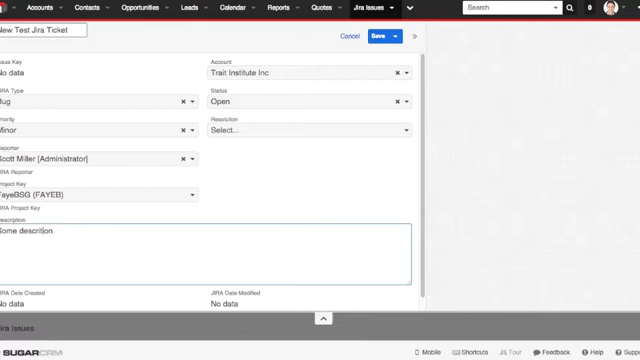 Accounts Contacts Opportunities Leads Calendar Reports Quotes Jira Issues Search 0
New Test Jira Ticket Cancel Save
Issue Key Account
No data Trait Institute Inc
JIRA Type Status
Bug Open
Priority Resolution
Minor Select...
Reporter
Scott Miller [Administrator]
JIRA Reporter
Project Key
FayeBSG (FAYEB)
JIRA Project Key
Description
Some descrition
JIRA Date Created JIRA Date Modified
No data No data
Jira Issues
SUGARCRM Mobile Shortcuts Tour Feedback Help Suppo